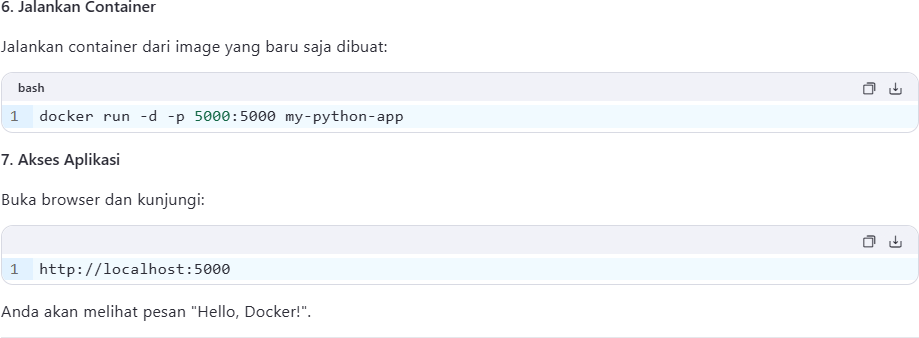 6. Jalankan Container
Jalankan container dari image yang baru saja dibuat:
bash
1 docker run -d -p 5000:5000 my-python-app
7. Akses Aplikasi
Buka browser dan kunjungi:
1 http://localhost:5000
Anda akan melihat pesan "Hello, Docker!".